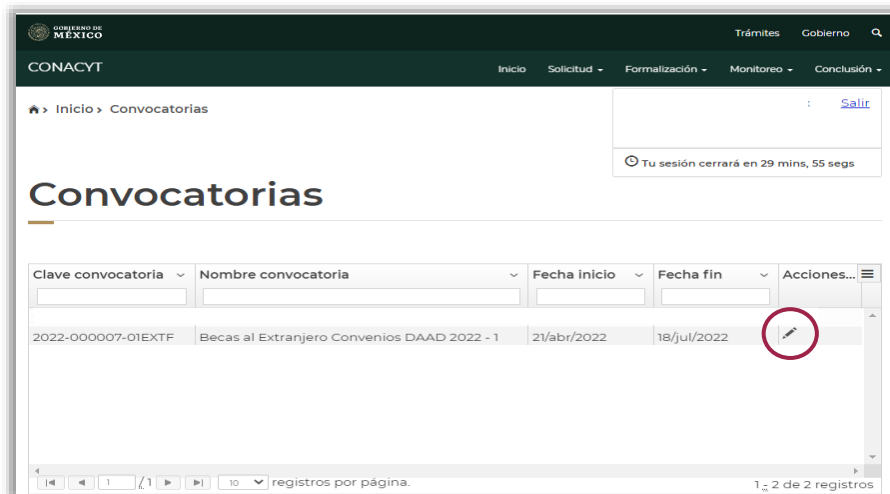 GOBIERNO DE
MÉXICO
Trámites Gobierno
CONACYT Inicio Solicitud Formalización Monitoreo Conclusión
Inicio Convocatorias
: Salir
Tu sesión cerrará en 29 mins, 55 segs
Convocatorias
Clave convocatoria Nombre convocatoria Fecha inicio Fecha fin Acciones...
2022-000007-01EXTF Becas al Extranjero Convenios DAAD 2022 - 1 21/abr/2022 18/jul/2022
1 / 1 10 registros por página. 1 - 2 de 2 registros